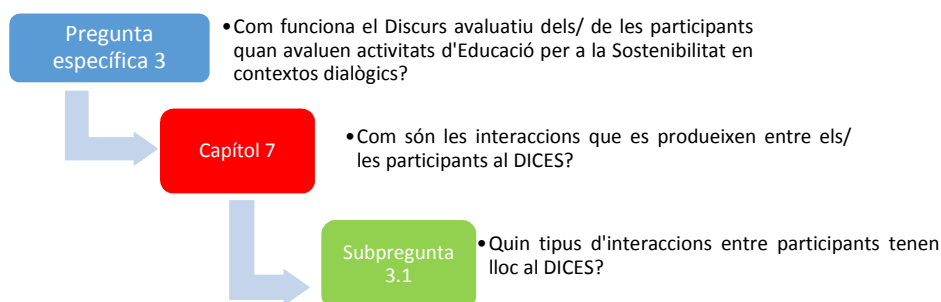 Pregunta
específica 3
•Com funciona el Discurs avaluatiu dels/ de les participants
quan avaluen activitats d'Educació per a la Sostenibilitat en
contextos dialògics?
Capítol 7
•Com són les interaccions que es produeixen entre els/
les participants al DICES?
Subpregunta
3.1
•Quin tipus d'interaccions entre participants tenen
lloc al DICES?